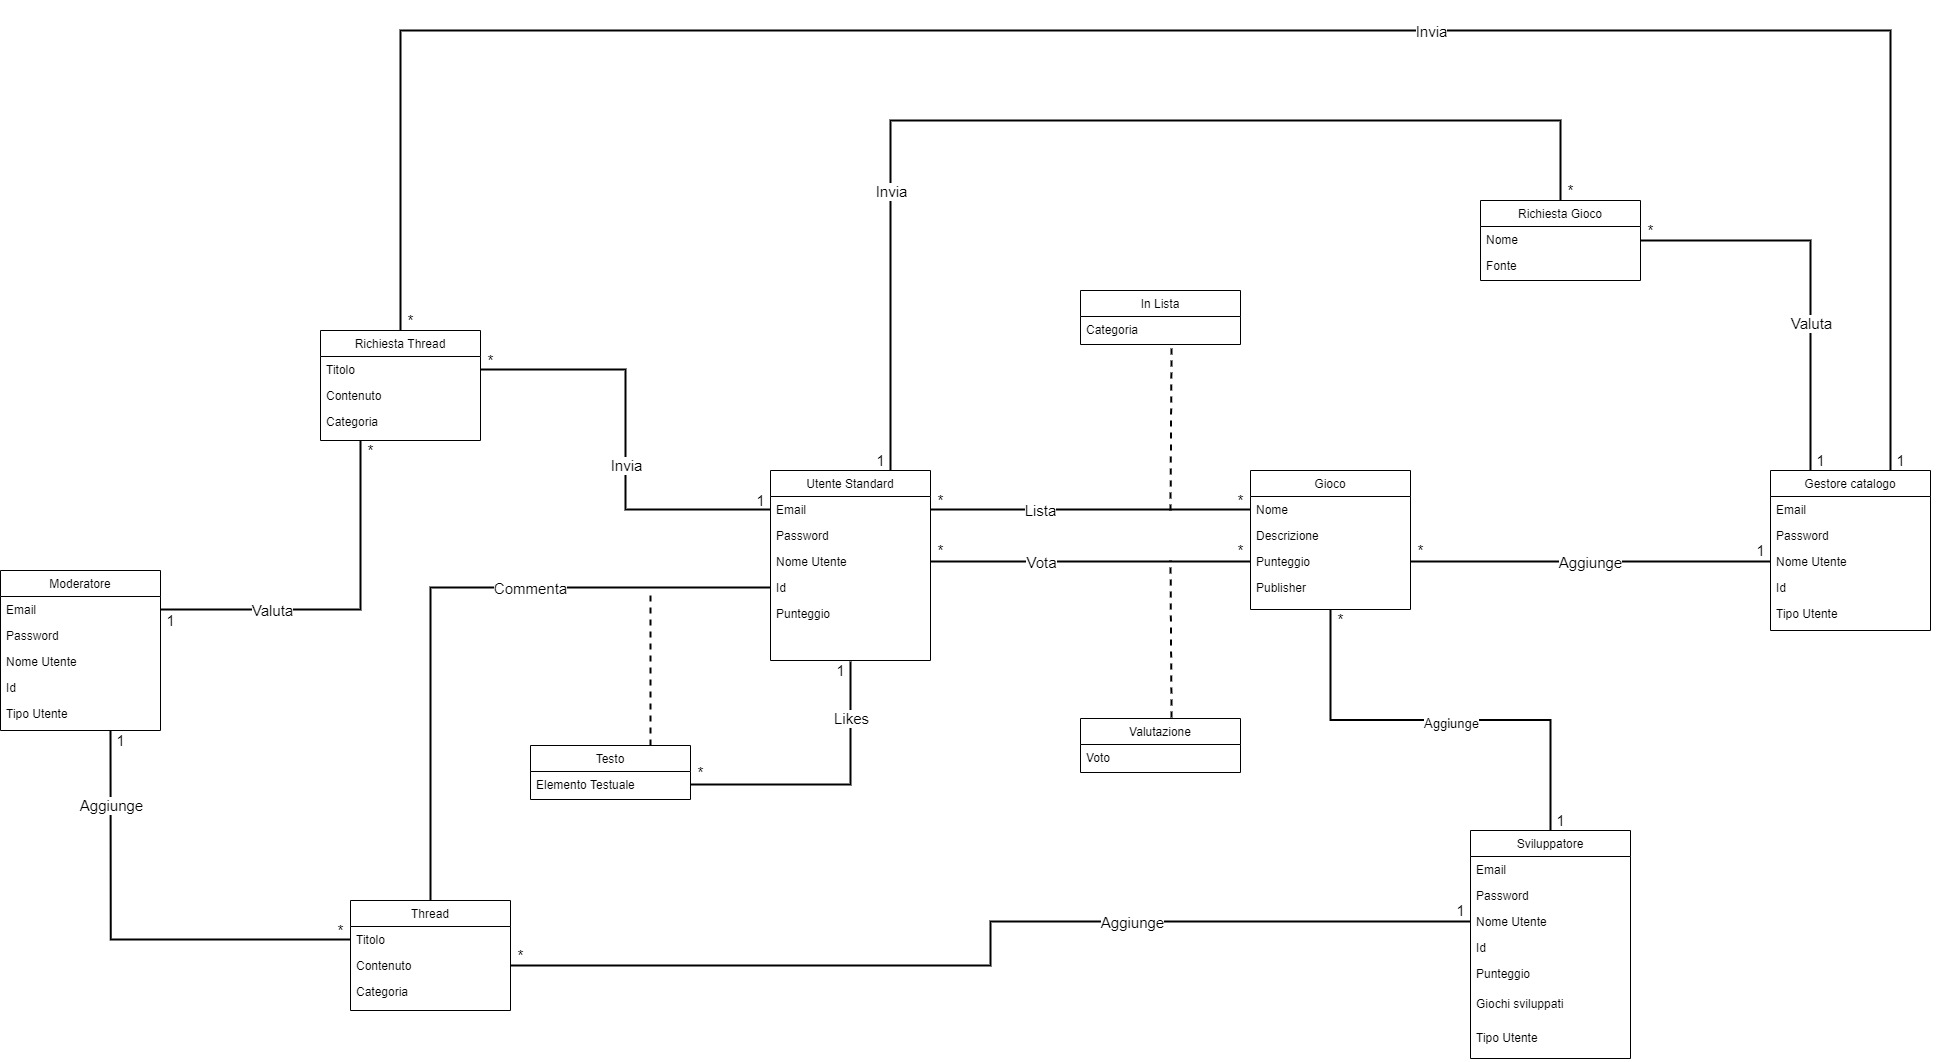 Invia
*
Richiesta Gioco
Nome
Fonte
*
Invia
Valuta
In Lista
Categoria
*
Richiesta Thread
Titolo
Contenuto
Categoria
*
*
Invia
1
1
Utente Standard
Email
Password
Nome Utente
Id
Punteggio
1
*
Lista
*
*
Vota
*
Gioco
Nome
Descrizione
Punteggio
Publisher
*
*
Aggiunge
1
1
1
Gestore catalogo
Email
Password
Nome Utente
Id
Tipo Utente
Moderatore
Email
Password
Nome Utente
Id
Tipo Utente
1
Valuta
1
Commenta
Likes
Testo
Elemento Testuale
*
Valutazione
Voto
Aggiunge
1
Aggiunge
*
Thread
Titolo
Contenuto
Categoria
*
Aggiunge
1
Sviluppatore
Email
Password
Nome Utente
Id
Punteggio
Giochi sviluppati
Tipo Utente